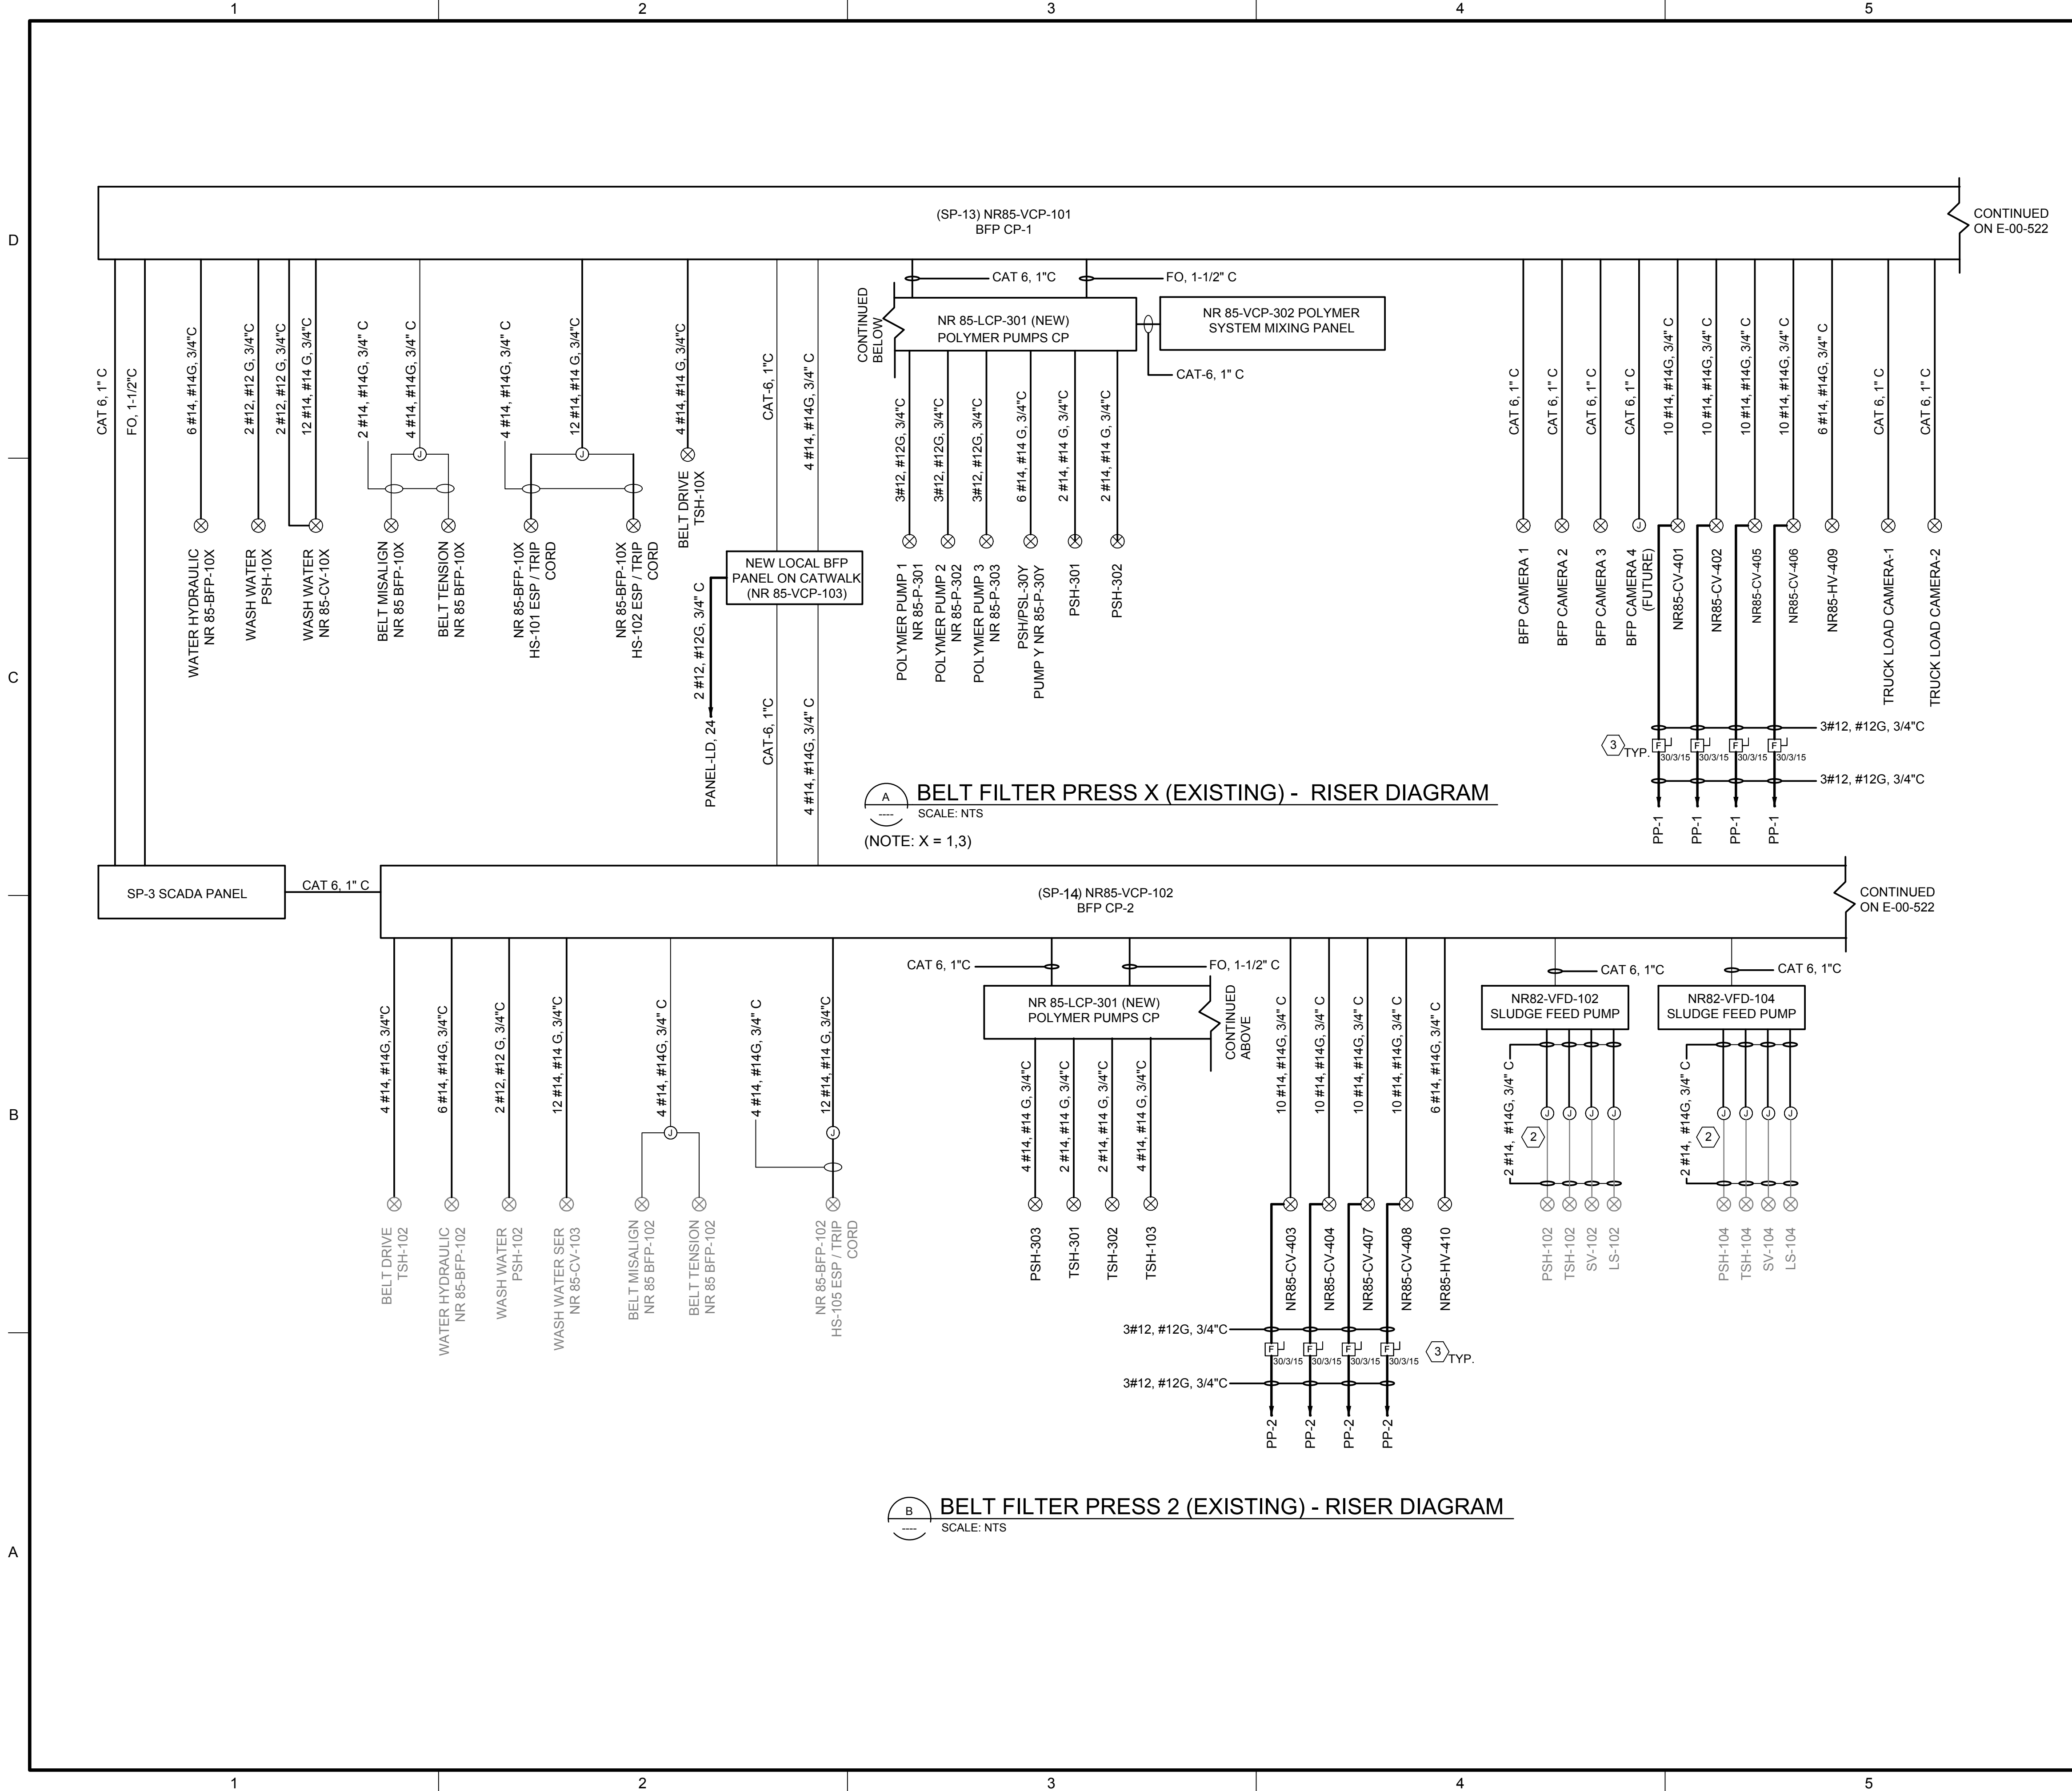 1
2
3
4
5
D
C
B
A
(SP-13) NR85-VCP-101
BFP CP-1
CONTINUED
ON E-00-522
CAT 6, 1" C
FO, 1-1/2"C
6 #14, #14G, 3/4"C
2 #12, #12 G, 3/4"C
2 #12, #12 G, 3/4"C
12 #14, #14 G, 3/4"C
2 #14, #14G, 3/4" C
4 #14, #14G, 3/4" C
4 #14, #14G, 3/4" C
12 #14, #14G, 3/4"C
4 #14, #14 G, 3/4"C
CAT-6, 1"C
4 #14, #14G, 3/4" C
J
J
WATER HYDRAULIC
NR 85-BFP-10X
WASH WATER
PSH-10X
WASH WATER
NR 85-CV-10X
BELT MISALIGN
NR 85 BFP-10X
BELT TENSION
NR 85 BFP-10X
NR 85-BFP-10X
HS-101 ESP / TRIP
CORD
NR 85-BFP-10X
HS-102 ESP / TRIP
CORD
BELT DRIVE
TSH-10X
NEW LOCAL BFP
PANEL ON CATWALK
(NR 85-VCP-103)
2 #12, #12G, 3/4" C
PANEL-LD, 24
CAT-6, 1"C
4 #14, #14G, 3/4" C
CONTINUED
BELOW
CAT 6, 1"C
FO, 1-1/2" C
NR 85-LCP-301 (NEW)
POLYMER PUMPS CP
NR 85-VCP-302 POLYMER
SYSTEM MIXING PANEL
CAT-6, 1" C
3#12, #12G, 3/4"C
3#12, #12G, 3/4"C
3#12, #12G, 3/4"C
6 #14, #14 G, 3/4"C
2 #14, #14 G, 3/4"C
2 #14, #14 G, 3/4"C
POLYMER PUMP 1
NR 85-P-301
POLYMER PUMP 2
NR 85-P-302
POLYMER PUMP 3
NR 85-P-303
PSH/PSL-30Y
PUMP Y NR 85-P-30Y
PSH-301
PSH-302
CAT 6, 1" C
CAT 6, 1" C
CAT 6, 1" C
CAT 6, 1" C
10 #14, #14G, 3/4" C
10 #14, #14G, 3/4" C
10 #14, #14G, 3/4" C
10 #14, #14G, 3/4" C
6 #14, #14G, 3/4" C
CAT 6, 1" C
CAT 6, 1" C
J
BFP CAMERA 1
BFP CAMERA 2
BFP CAMERA 3
BFP CAMERA 4
(FUTURE)
NR85-CV-401
NR85-CV-402
NR85-CV-405
NR85-CV-406
NR85-HV-409
TRUCK LOAD CAMERA-1
TRUCK LOAD CAMERA-2
3#12, #12G, 3/4"C
3
TYP.
F
30/3/15
F
30/3/15
F
30/3/15
F
30/3/15
3#12, #12G, 3/4"C
PP-1
PP-1
PP-1
PP-1
A
----
BELT FILTER PRESS X (EXISTING) - RISER DIAGRAM
SCALE: NTS
(NOTE: X = 1,3)
SP-3 SCADA PANEL
CAT 6, 1" C
(SP-14) NR85-VCP-102
BFP CP-2
CONTINUED
ON E-00-522
4 #14, #14G, 3/4"C
6 #14, #14G, 3/4"C
2 #12, #12 G, 3/4"C
12 #14, #14 G, 3/4"C
4 #14, #14G, 3/4" C
4 #14, #14G, 3/4" C
12 #14, #14 G, 3/4"C
J
J
BELT DRIVE
TSH-102
WATER HYDRAULIC
NR 85-BFP-102
WASH WATER
PSH-102
WASH WATER SER
NR 85-CV-103
BELT MISALIGN
NR 85 BFP-102
BELT TENSION
NR 85 BFP-102
NR 85-BFP-102
HS-105 ESP / TRIP
CORD
CAT 6, 1"C
FO, 1-1/2" C
NR 85-LCP-301 (NEW)
POLYMER PUMPS CP
CONTINUED
ABOVE
4 #14, #14 G, 3/4"C
2 #14, #14 G, 3/4"C
2 #14, #14 G, 3/4"C
4 #14, #14 G, 3/4"C
PSH-303
TSH-301
TSH-302
TSH-103
10 #14, #14G, 3/4" C
10 #14, #14G, 3/4" C
10 #14, #14G, 3/4" C
10 #14, #14G, 3/4" C
6 #14, #14G, 3/4" C
NR85-CV-403
NR85-CV-404
NR85-CV-407
NR85-CV-408
NR85-HV-410
3#12, #12G, 3/4"C
F
30/3/15
F
30/3/15
F
30/3/15
F
30/3/15
3
TYP.
3#12, #12G, 3/4"C
PP-2
PP-2
PP-2
PP-2
CAT 6, 1"C
NR82-VFD-102
SLUDGE FEED PUMP
2 #14, #14G, 3/4" C
J
J
J
J
2
PSH-102
TSH-102
SV-102
LS-102
CAT 6, 1"C
NR82-VFD-104
SLUDGE FEED PUMP
2 #14, #14G, 3/4" C
J
J
J
J
2
PSH-104
TSH-104
SV-104
LS-104
B
----
BELT FILTER PRESS 2 (EXISTING) - RISER DIAGRAM
SCALE: NTS
1
2
3
4
5